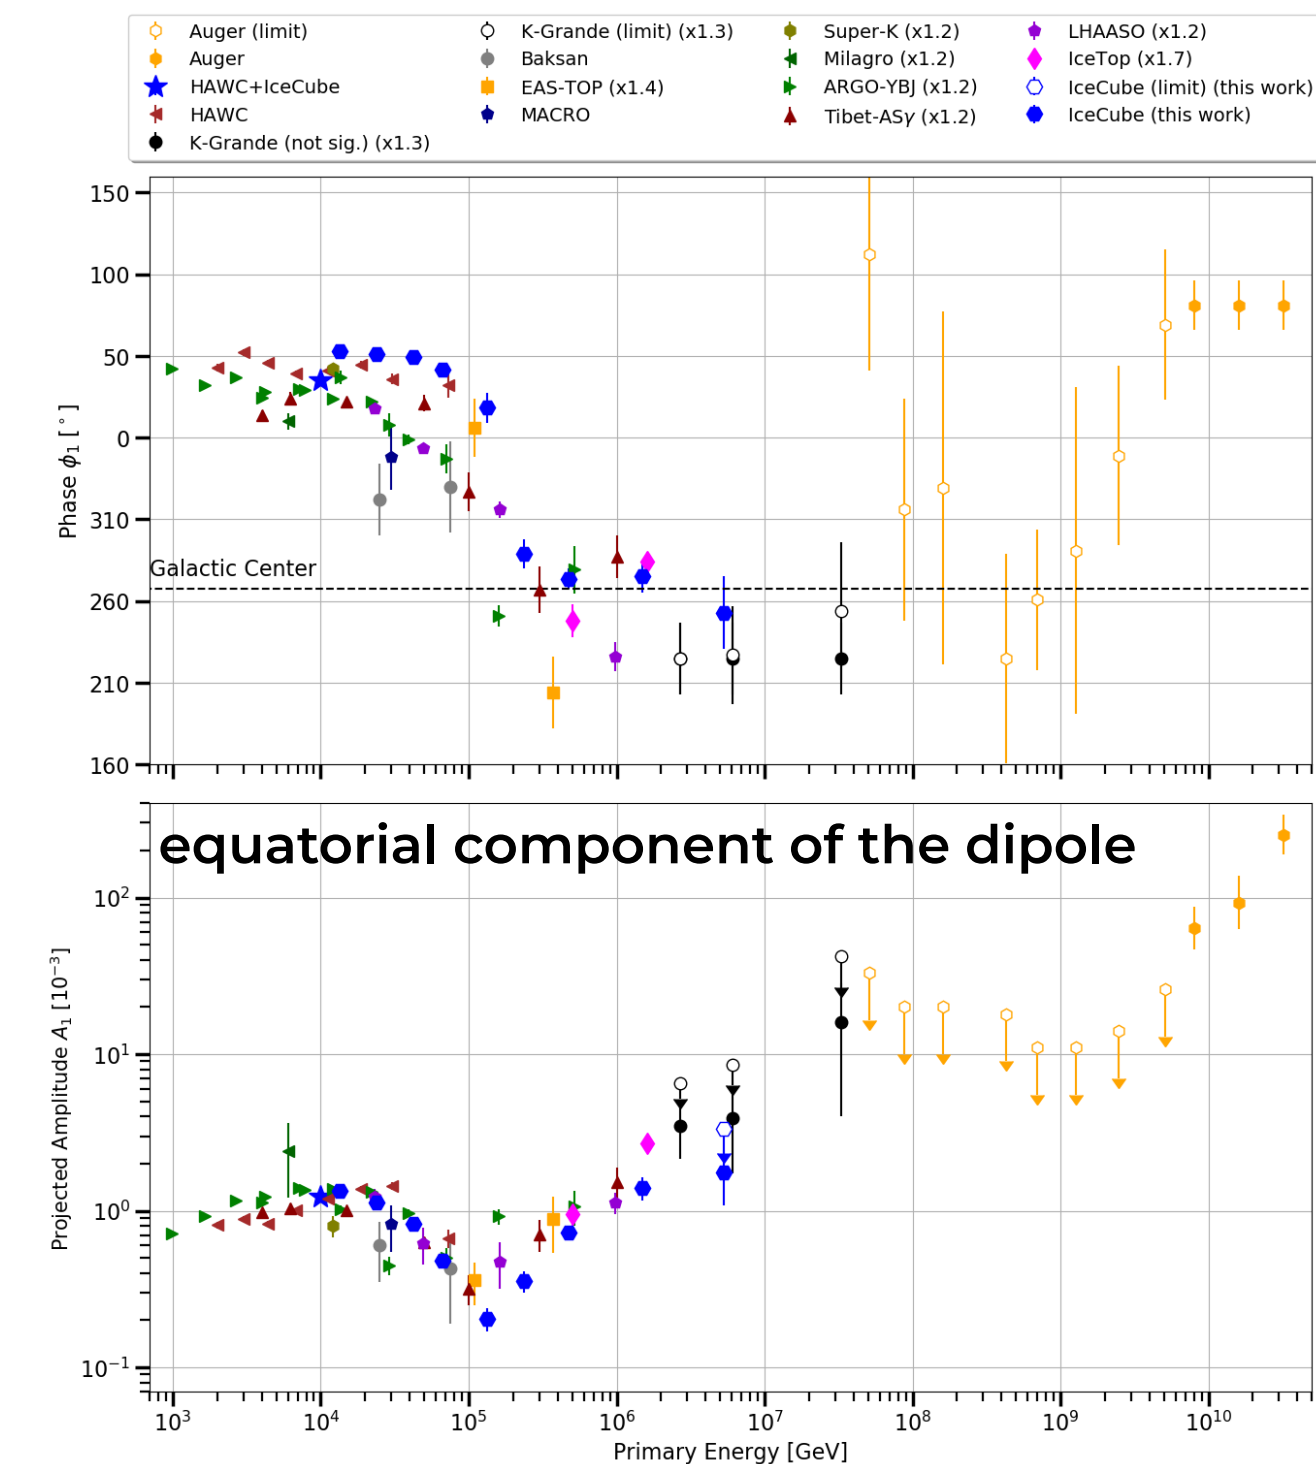 Auger (limit)
Auger
HAWC+IceCube
HAWC
K-Grande (not sig.) (x1.3)
K-Grande (limit) (x1.3)
Baksan
EAS-TOP (x1.4)
MACRO
Super-K (x1.2)
Milagro (x1.2)
ARGO-YBJ (x1.2)
Tibet-ASγ (x1.2)
LHAASO (x1.2)
IceTop (x1.7)
IceCube (limit) (this work)
IceCube (this work)
150
100
50
0
310
260
210
160
Phase ϕ₁ [°]
Galactic Center
equatorial component of the dipole
10²
10¹
10⁰
10⁻¹
Projected Amplitude A₁ [10⁻³]
10³ 10⁴ 10⁵ 10⁶ 10⁷ 10⁸ 10⁹ 10¹⁰
Primary Energy [GeV]